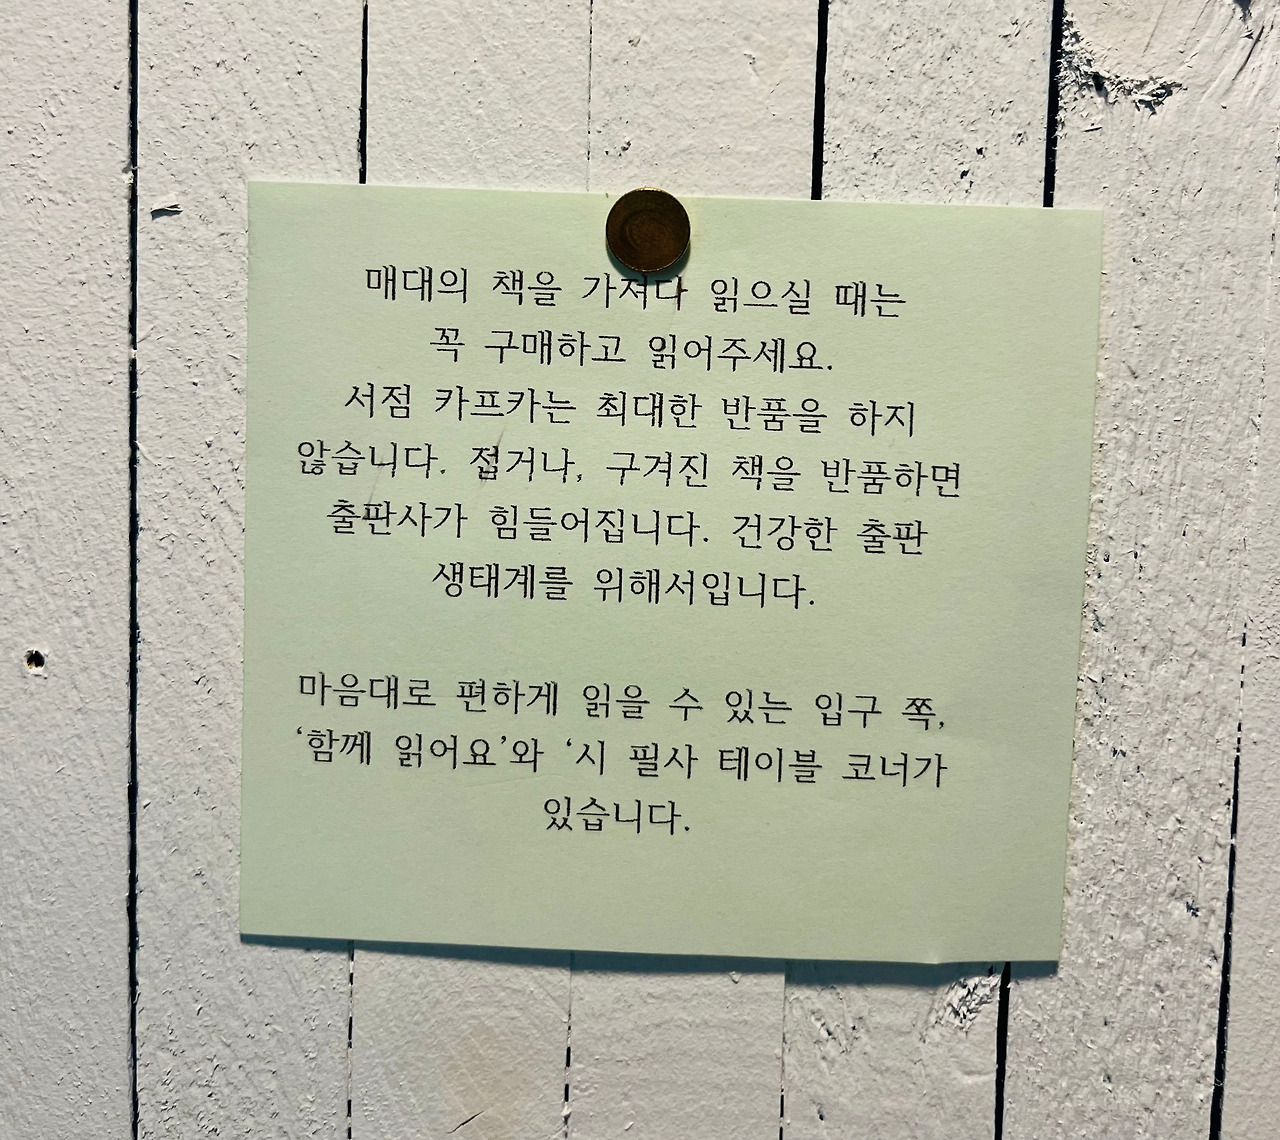 매대의 책을 가져다 읽으실 때는
꼭 구매하고 읽어주세요.
서점 카프카는 최대한 반품을 하지
않습니다. 접거나, 구겨진 책을 반품하면
출판사가 힘들어집니다. 건강한 출판
생태계를 위해서입니다.
마음대로 편하게 읽을 수 있는 입구 쪽,
‘함께 읽어요’와 ‘시 필사 테이블 코너가
있습니다.